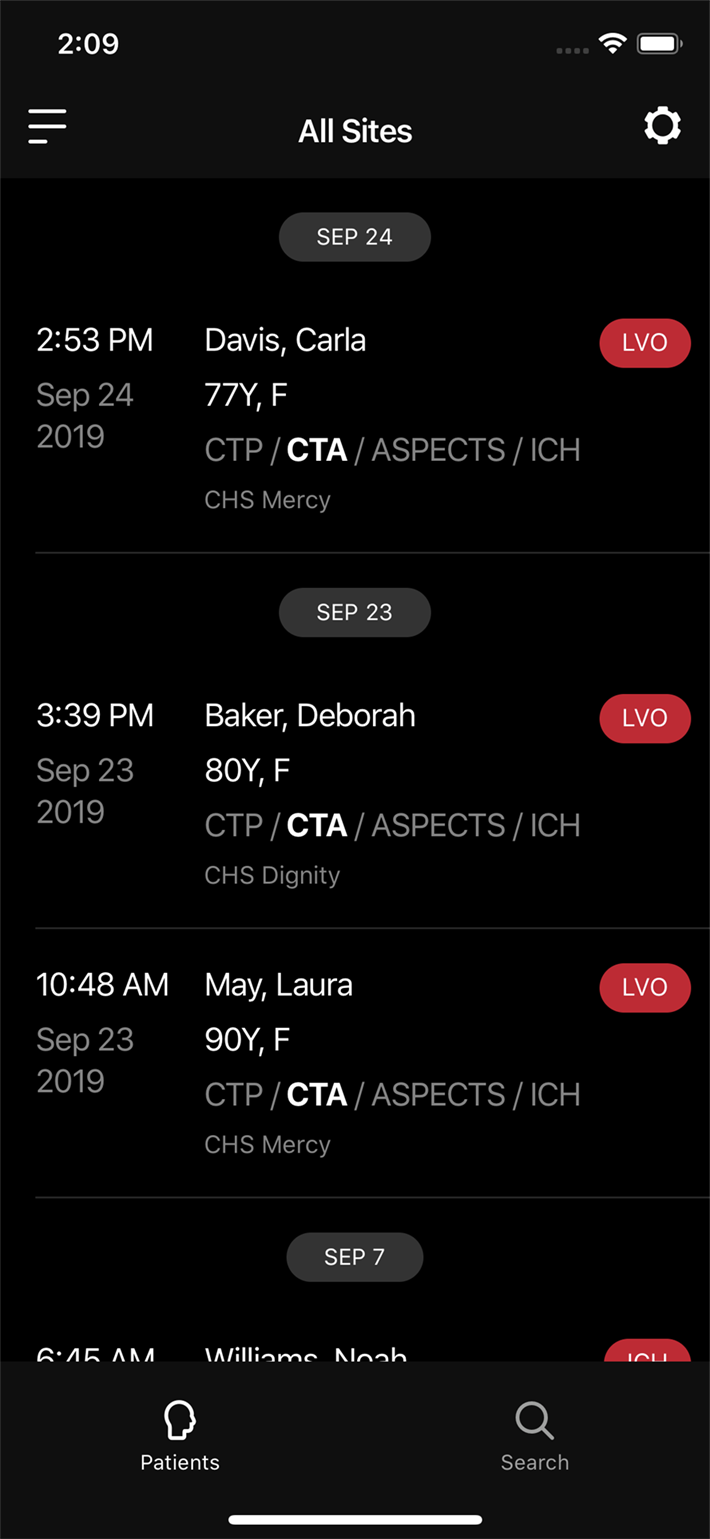 2:09
All Sites
SEP 24
2:53 PM Davis, Carla LVO
Sep 24 77Y, F
2019 CTP / CTA / ASPECTS / ICH
CHS Mercy
SEP 23
3:39 PM Baker, Deborah LVO
Sep 23 80Y, F
2019 CTP / CTA / ASPECTS / ICH
CHS Dignity
10:48 AM May, Laura LVO
Sep 23 90Y, F
2019 CTP / CTA / ASPECTS / ICH
CHS Mercy
SEP 7
6:45 AM Williams, Noah ICH
Patients Search